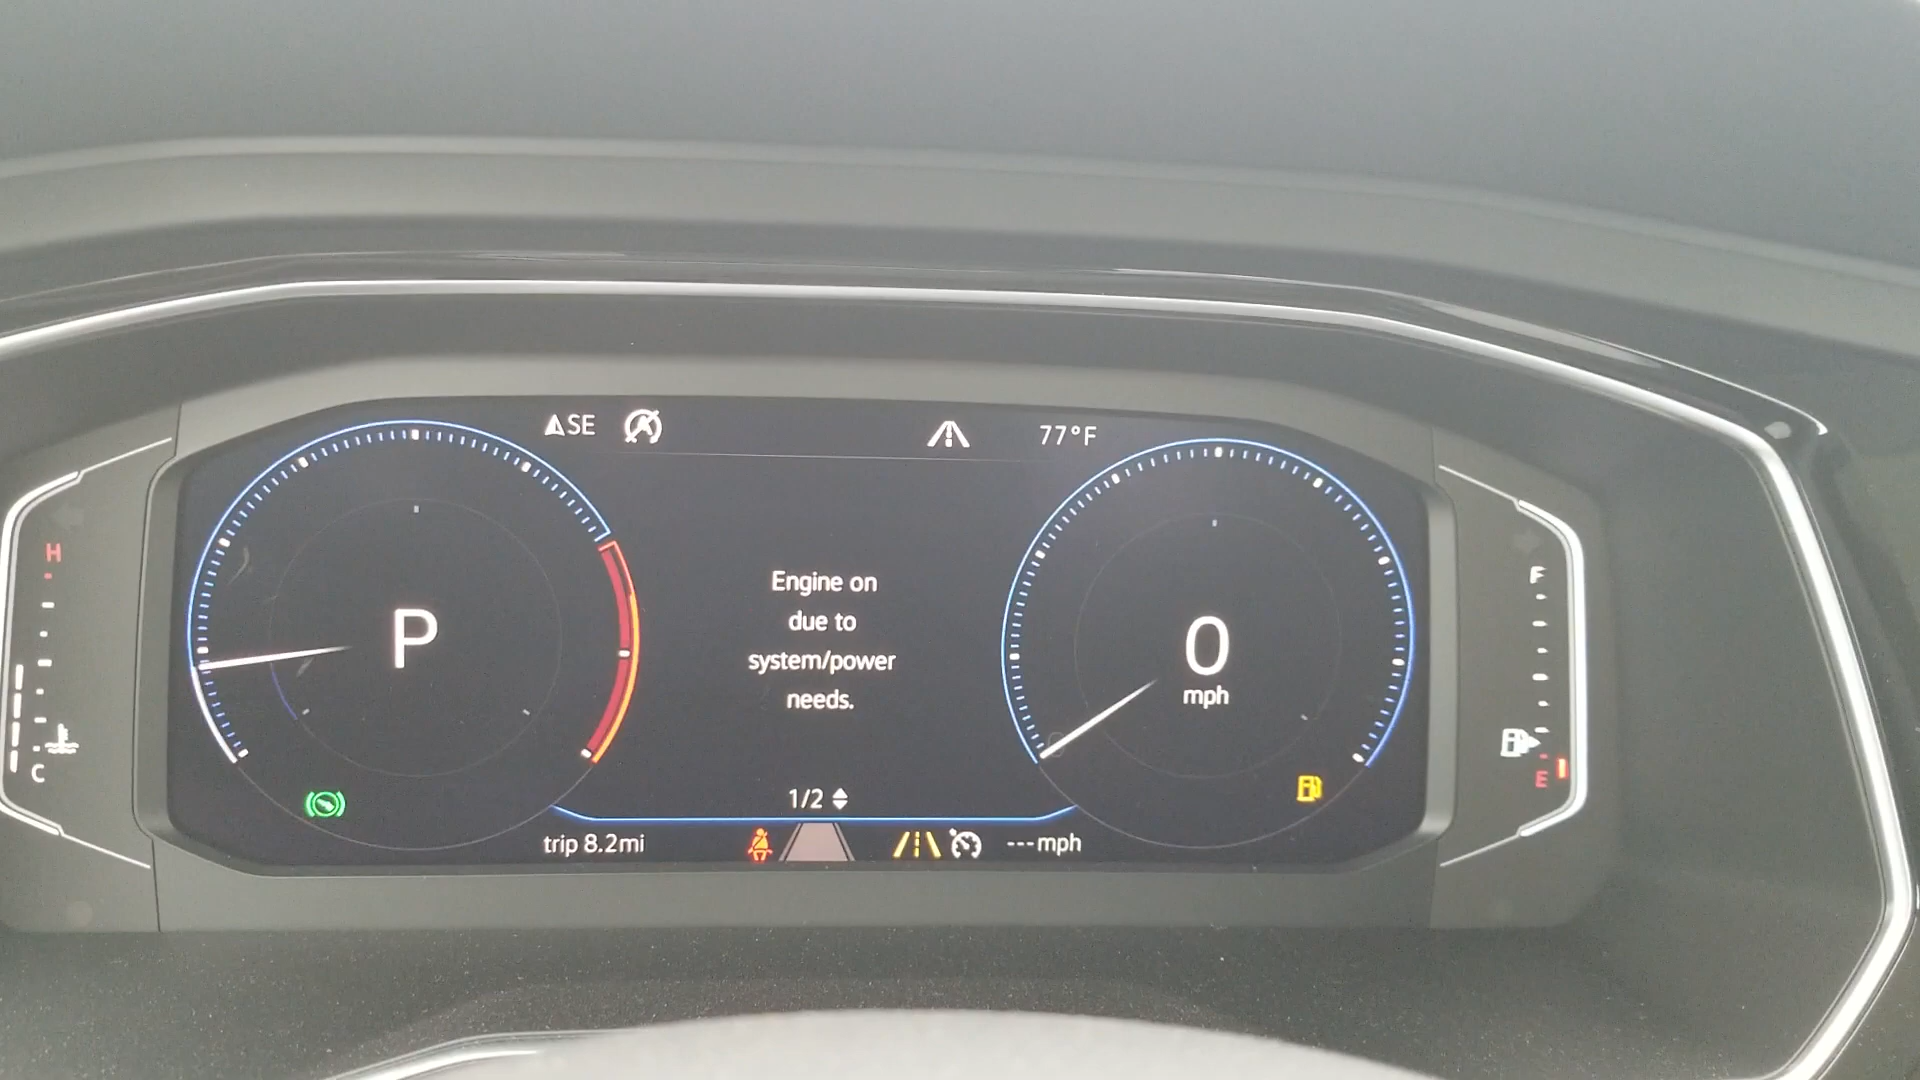 SE
77°F
H
F
P
Engine on
due to
system/power
needs.
0
mph
C
E
1/2
trip 8.2mi
---mph